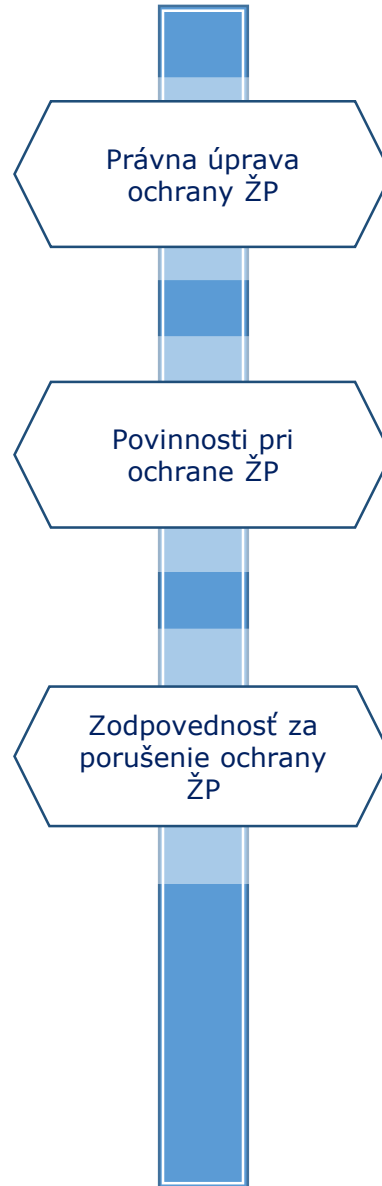 Právna úprava
ochrany ŽP
Povinnosti pri
ochrane ŽP
Zodpovednosť za
porušenie ochrany
ŽP